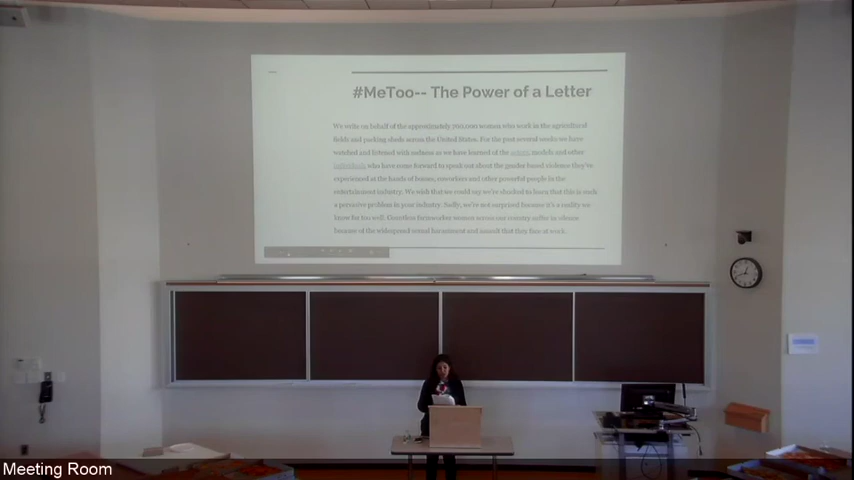 #MeToo-- The Power of a Letter
We write on behalf of the approximately 700,000 women who work in the agricultural
fields and packing sheds across the United States. For the past several weeks we have
watched and listened with sadness as we have learned of the actors, models and other
individuals who have come forward to speak out about the gender based violence they've
experienced at the hands of bosses, coworkers and other powerful people in the
entertainment industry. We wish that we could say we're shocked to learn that this is such
a pervasive problem in your industry. Sadly, we're not surprised because it's a reality we
know far too well. Countless farmworker women across our country suffer in silence
because of the widespread sexual harassment and assault that they face at work.
Meeting Room